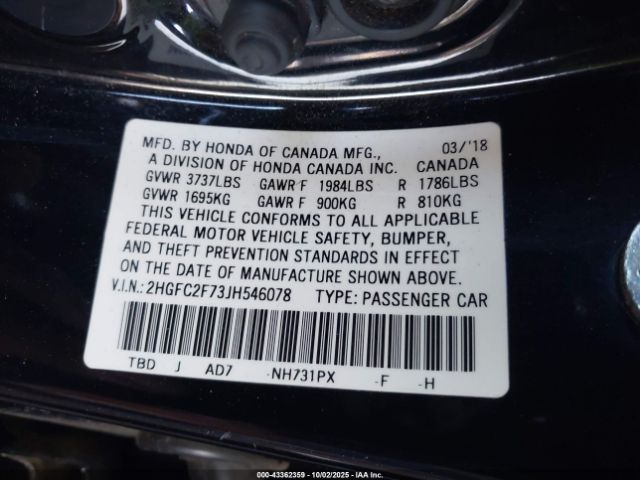 MFD. BY HONDA OF CANADA MFG., 03/'18
A DIVISION OF HONDA CANADA INC. CANADA
GVWR 3737LBS GAWR F 1984LBS R 1786LBS
GVWR 1695KG GAWR F 900KG R 810KG
THIS VEHICLE CONFORMS TO ALL APPLICABLE
FEDERAL MOTOR VEHICLE SAFETY, BUMPER,
AND THEFT PREVENTION STANDARDS IN EFFECT
ON THE DATE OF MANUFACTURE SHOWN ABOVE.
V.I.N.: 2HGFC2F73JH546078 TYPE: PASSENGER CAR
TBD J AD7 -NH731PX -F -H
000-43362359 - 10/02/2025 - IAAI Inc.